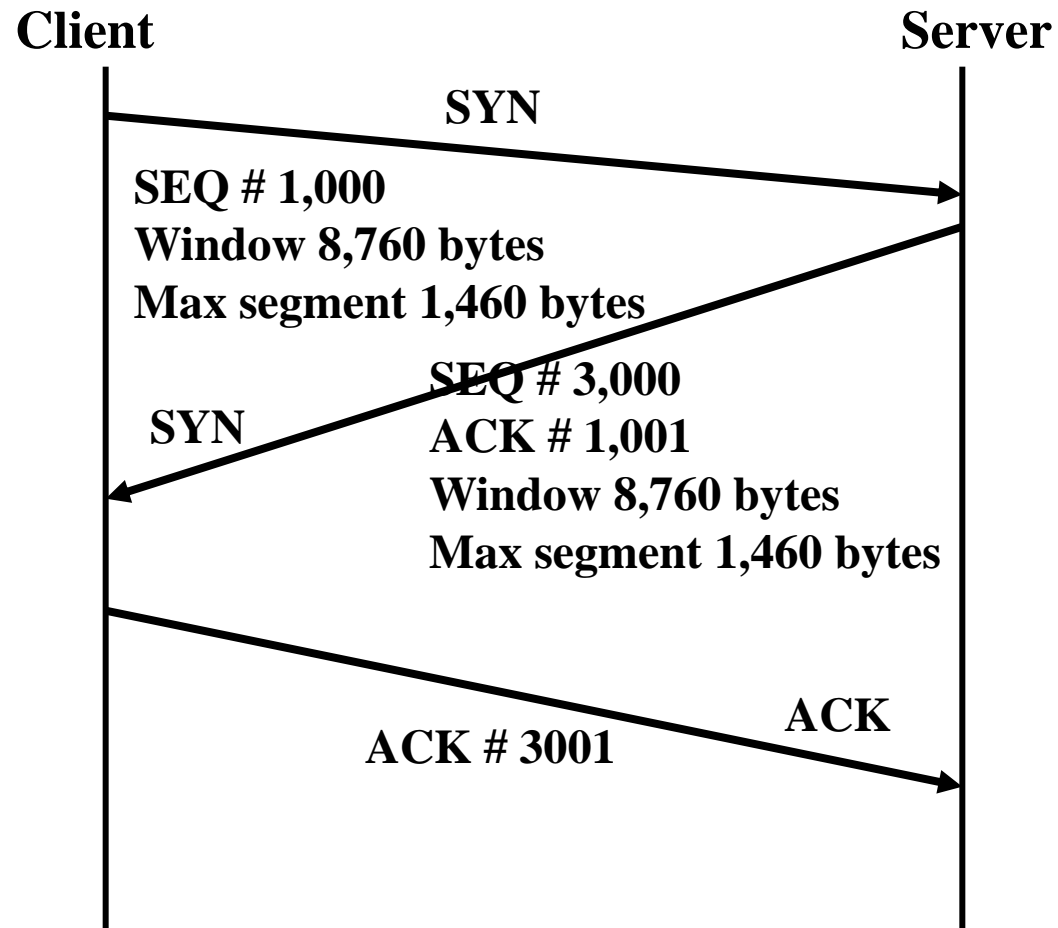 Client
Server
SYN
SEQ # 1,000
Window 8,760 bytes
Max segment 1,460 bytes
SEQ # 3,000
SYN
ACK # 1,001
Window 8,760 bytes
Max segment 1,460 bytes
ACK
ACK # 3001